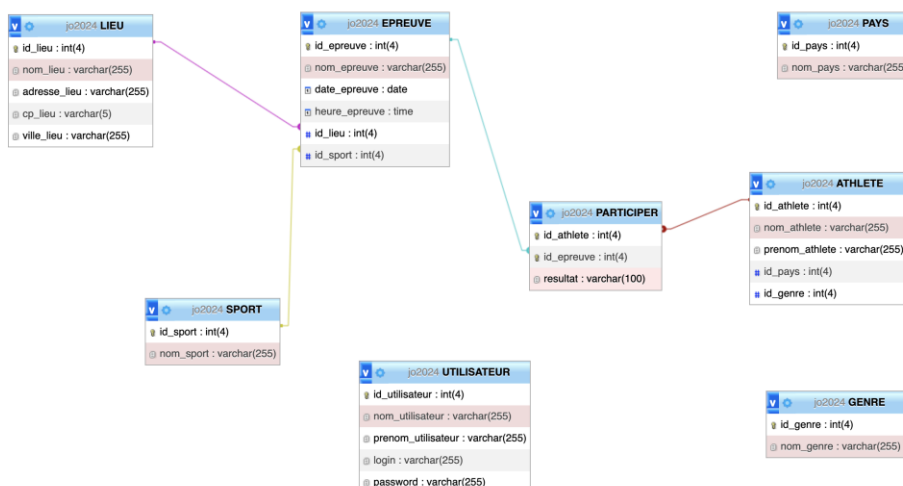 jo2024 LIEU
id_lieu : int(4)
nom_lieu : varchar(255)
adresse_lieu : varchar(255)
cp_lieu : varchar(5)
ville_lieu : varchar(255)
jo2024 EPREUVE
id_epreuve : int(4)
nom_epreuve : varchar(255)
date_epreuve : date
heure_epreuve : time
id_lieu : int(4)
id_sport : int(4)
jo2024 PAYS
id_pays : int(4)
nom_pays : varchar(255
jo2024 PARTICIPER
id_athlete : int(4)
id_epreuve : int(4)
resultat : varchar(100)
jo2024 ATHLETE
id_athlete : int(4)
nom_athlete : varchar(255)
prenom_athlete : varchar(255)
id_pays : int(4)
id_genre : int(4)
jo2024 SPORT
id_sport : int(4)
nom_sport : varchar(255)
jo2024 UTILISATEUR
id_utilisateur : int(4)
nom_utilisateur : varchar(255)
prenom_utilisateur : varchar(255)
login : varchar(255)
password : varchar(255)
jo2024 GENRE
id_genre : int(4)
nom_genre : varchar(255)